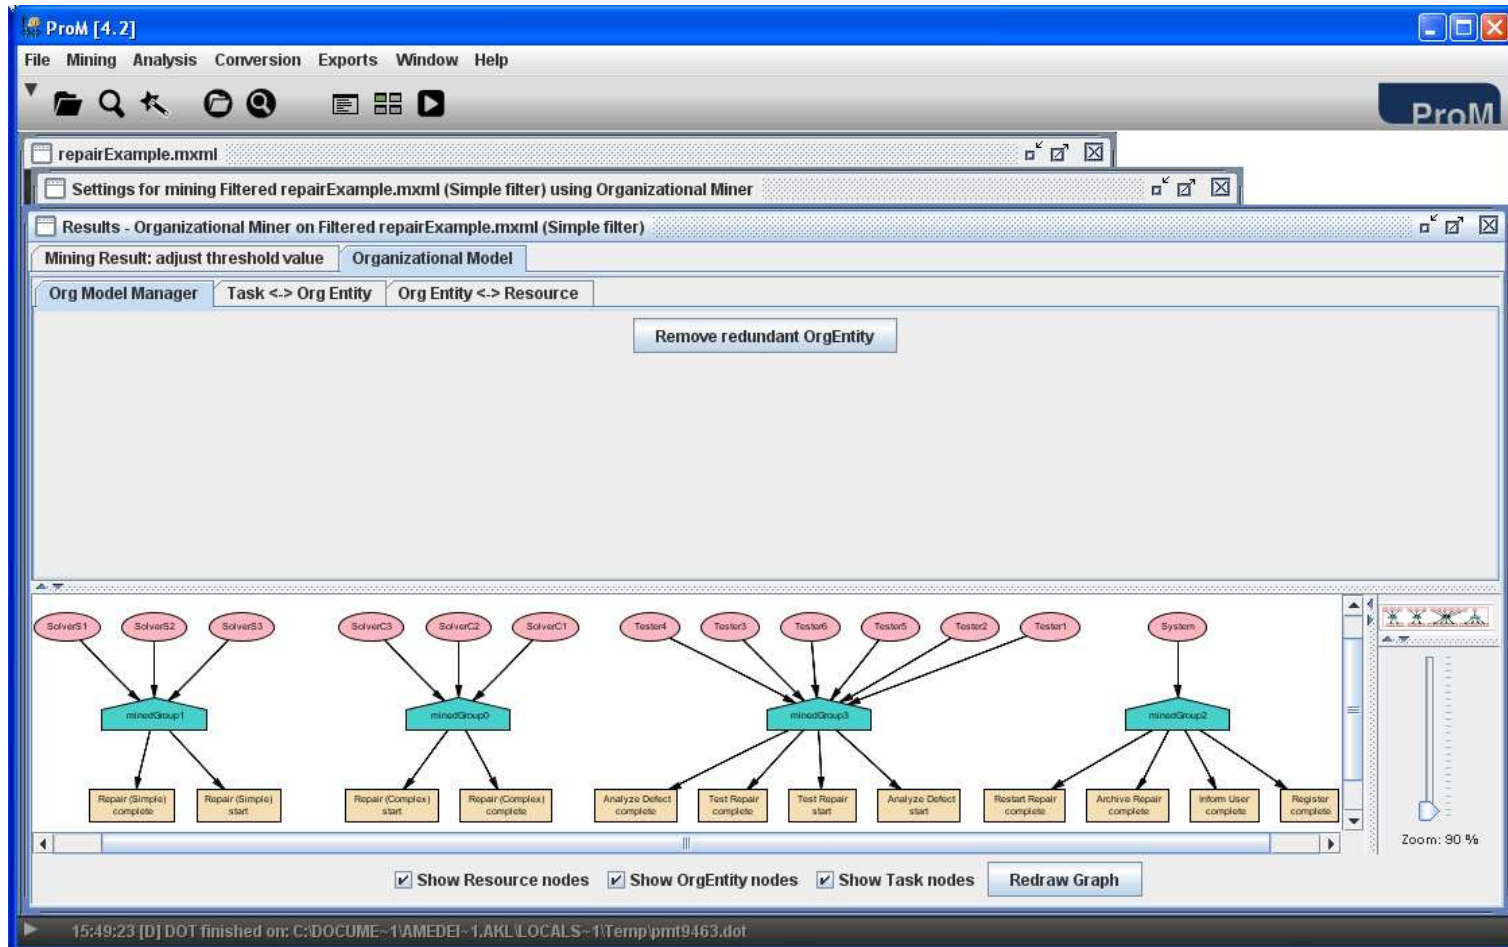 ProM [4.2]
File Mining Analysis Conversion Exports Window Help
ProM
repairExample.mxml
Settings for mining Filtered repairExample.mxml (Simple filter) using Organizational Miner
Results - Organizational Miner on Filtered repairExample.mxml (Simple filter)
Mining Result: adjust threshold value Organizational Model
Org Model Manager Task <-> Org Entity Org Entity <-> Resource
Remove redundant OrgEntity
SolverS1 SolverS2 SolverS3 SolverC3 SolverC2 SolverC1 Tester4 Tester3 Tester6 Tester5 Tester2 Tester1 System
minedGroup1 minedGroup0 minedGroup3 minedGroup2
Repair (Simple) Repair (Simple) Repair (Complex) Repair (Complex) Analyze Defect Test Repair Test Repair Analyze Defect Restart Repair Archive Repair Inform User Register
complete start start complete complete complete start start complete complete complete complete
Zoom: 90 %
Show Resource nodes Show OrgEntity nodes Show Task nodes Redraw Graph
15:49:23 [D] DOT finished on: C:\DOCUME~1\AMEDEI~1.AKL\LOCALS~1\Temp\pmt9463.dot